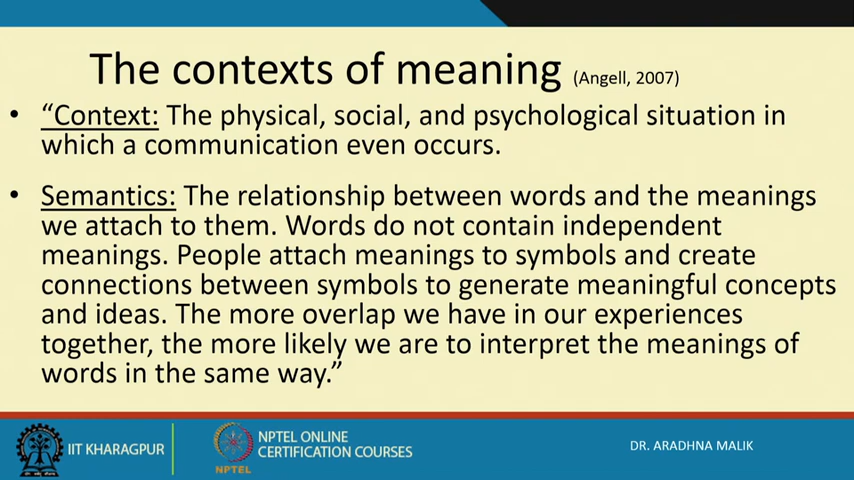 The contexts of meaning (Angell, 2007)
• “Context: The physical, social, and psychological situation in
which a communication even occurs.
• Semantics: The relationship between words and the meanings
we attach to them. Words do not contain independent
meanings. People attach meanings to symbols and create
connections between symbols to generate meaningful concepts
and ideas. The more overlap we have in our experiences
together, the more likely we are to interpret the meanings of
words in the same way.”
IIT KHARAGPUR
NPTEL
NPTEL ONLINE
CERTIFICATION COURSES
DR. ARADHNA MALIK